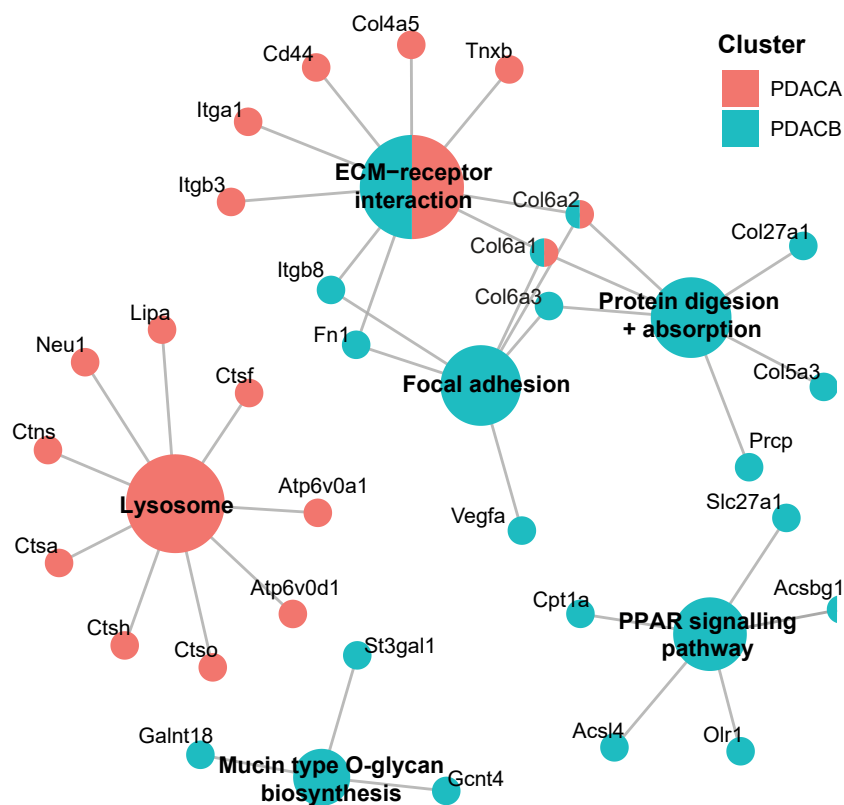 Col4a5
Cd44
Tnxb
Cluster
PDACA
PDACB
Itga1
ECM−receptor
interaction
Itgb3
Col6a2
Col6a1
Col27a1
Itgb8
Col6a3
Protein digesion
+ absorption
Fn1
Lipa
Neu1
Ctsf
Focal adhesion
Col5a3
Ctns
Prcp
Atp6v0a1
Lysosome
Slc27a1
Vegfa
Ctsa
Atp6v0d1
Cpt1a
Acsbg1
PPAR signalling
pathway
Ctsh
Ctso
St3gal1
Galnt18
Acsl4
Olr1
Mucin type O-glycan
biosynthesis
Gcnt4